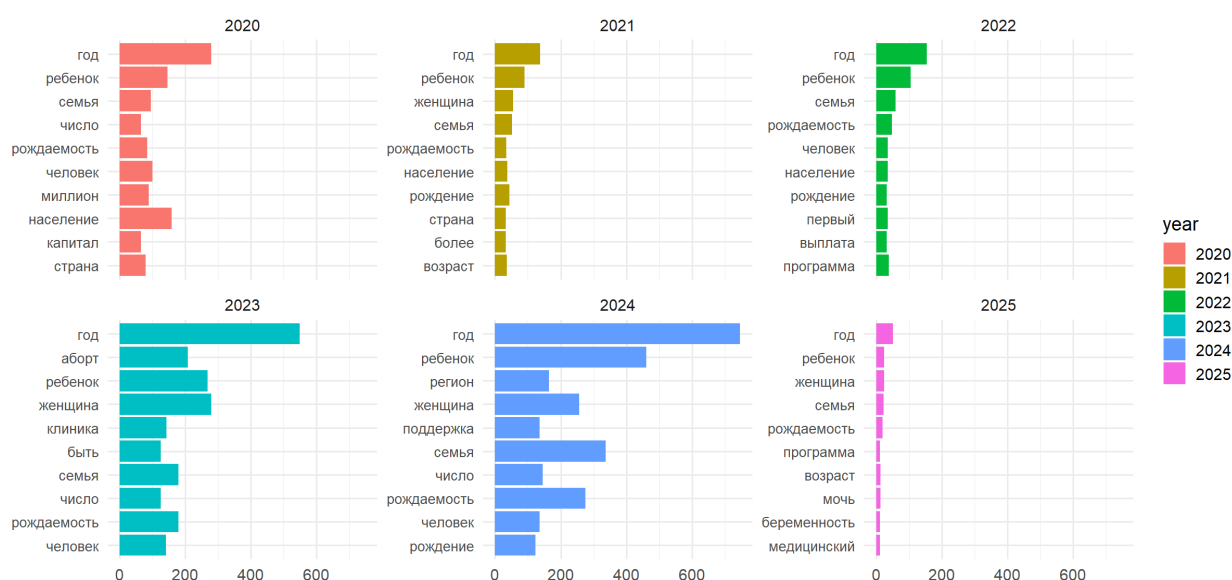 2020
год
ребенок
семья
число
рождаемость
человек
миллион
население
капитал
страна
2021
год
ребенок
женщина
семья
рождаемость
население
рождение
страна
более
возраст
2022
год
ребенок
семья
рождаемость
человек
население
рождение
первый
выплата
программа
2023
год
аборт
ребенок
женщина
клиника
быть
семья
число
рождаемость
человек
0 200 400 600
2024
год
ребенок
регион
женщина
поддержка
семья
число
рождаемость
человек
рождение
0 200 400 600
2025
год
ребенок
женщина
семья
рождаемость
программа
возраст
мочь
беременность
медицинский
0 200 400 600
year
2020
2021
2022
2023
2024
2025